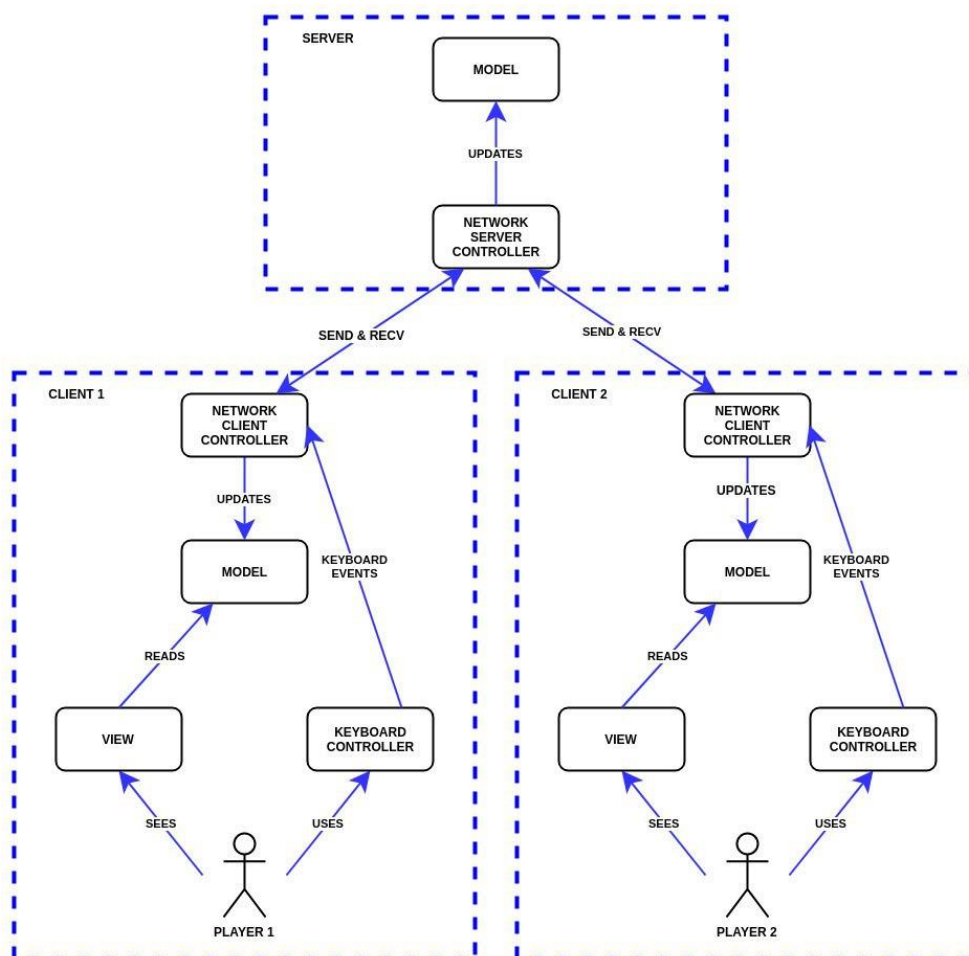 SERVER
MODEL
UPDATES
NETWORK
SERVER
CONTROLLER
SEND & RECV
SEND & RECV
CLIENT 1
NETWORK
CLIENT
CONTROLLER
UPDATES
MODEL
KEYBOARD
EVENTS
READS
VIEW
KEYBOARD
CONTROLLER
SEES
USES
PLAYER 1
CLIENT 2
NETWORK
CLIENT
CONTROLLER
UPDATES
MODEL
KEYBOARD
EVENTS
READS
VIEW
KEYBOARD
CONTROLLER
SEES
USES
PLAYER 2